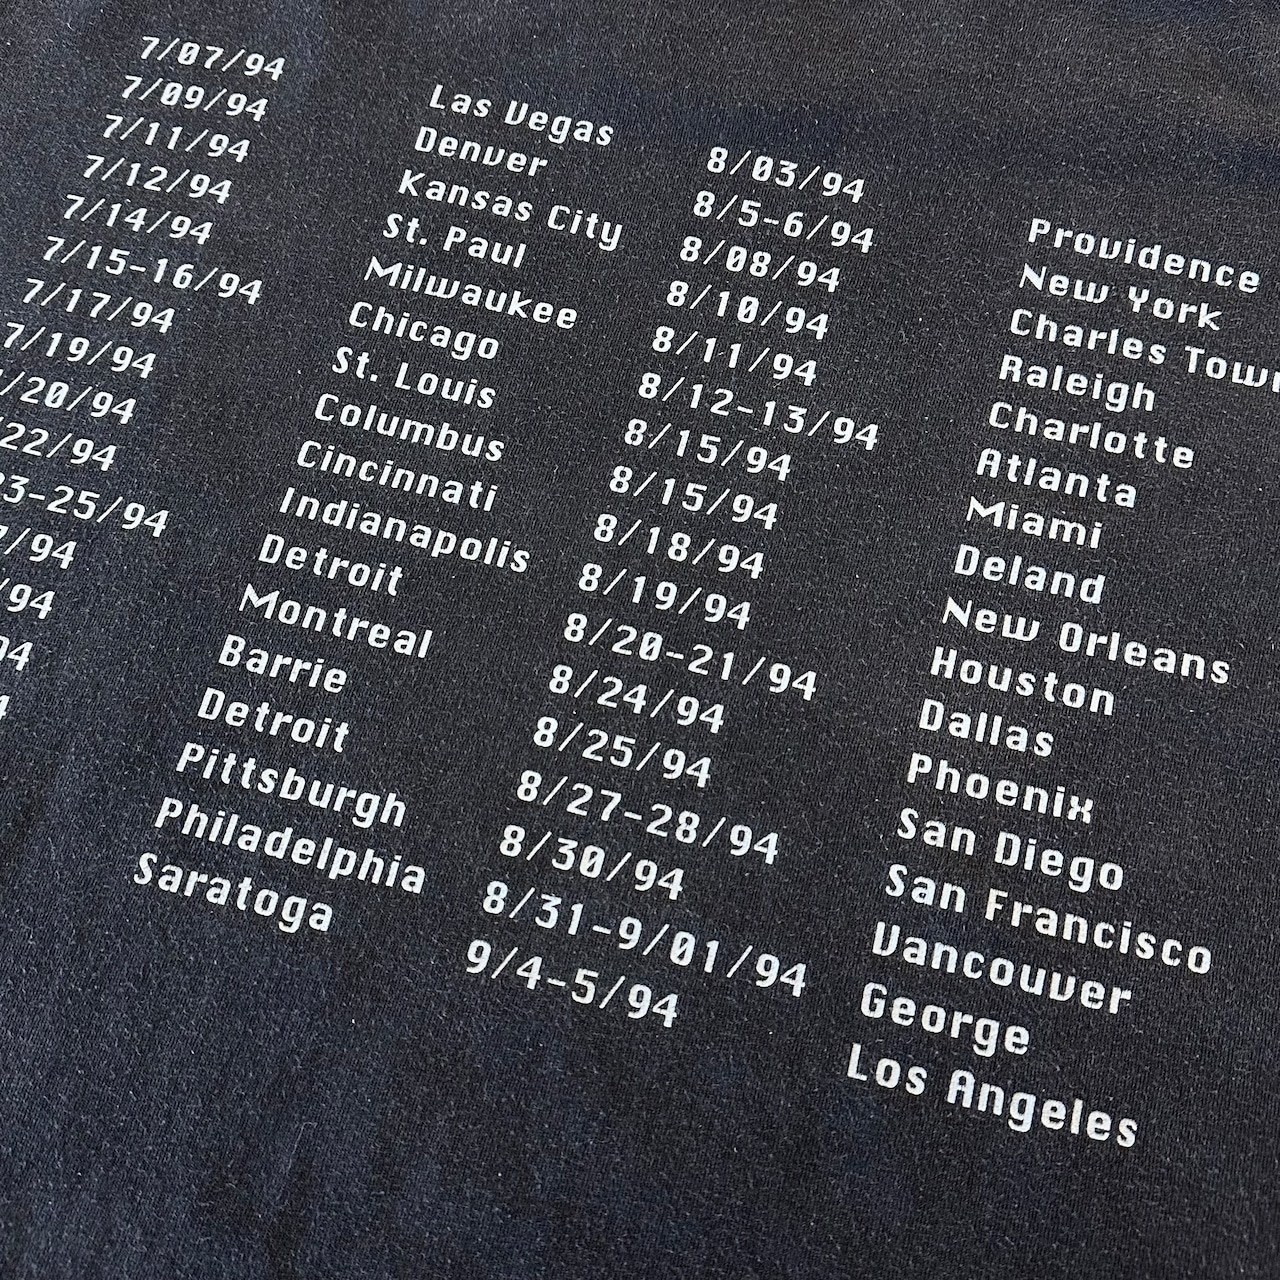 7/07/94 Las Vegas 8/03/94 Providence
7/09/94 Denver 8/5-6/94 New York
7/11/94 Kansas City 8/08/94 Charles Town
7/12/94 St. Paul 8/10/94 Raleigh
7/14/94 Milwaukee 8/11/94 Charlotte
7/15-16/94 Chicago 8/12-13/94 Atlanta
7/17/94 St. Louis 8/15/94 Miami
7/19/94 Columbus 8/15/94 Deland
/20/94 Cincinnati 8/18/94 New Orleans
22/94 Indianapolis 8/19/94 Houston
3-25/94 Detroit 8/20-21/94 Dallas
7/94 Montreal 8/24/94 Phoenix
/94 Barrie 8/25/94 San Diego
94 Detroit 8/27-28/94 San Francisco
4 Pittsburgh 8/30/94 Vancouver
Philadelphia 8/31-9/01/94 George
Saratoga 9/4-5/94 Los Angeles